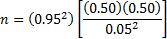 n = (0.95²) [ (0.50)(0.50) / 0.05² ]